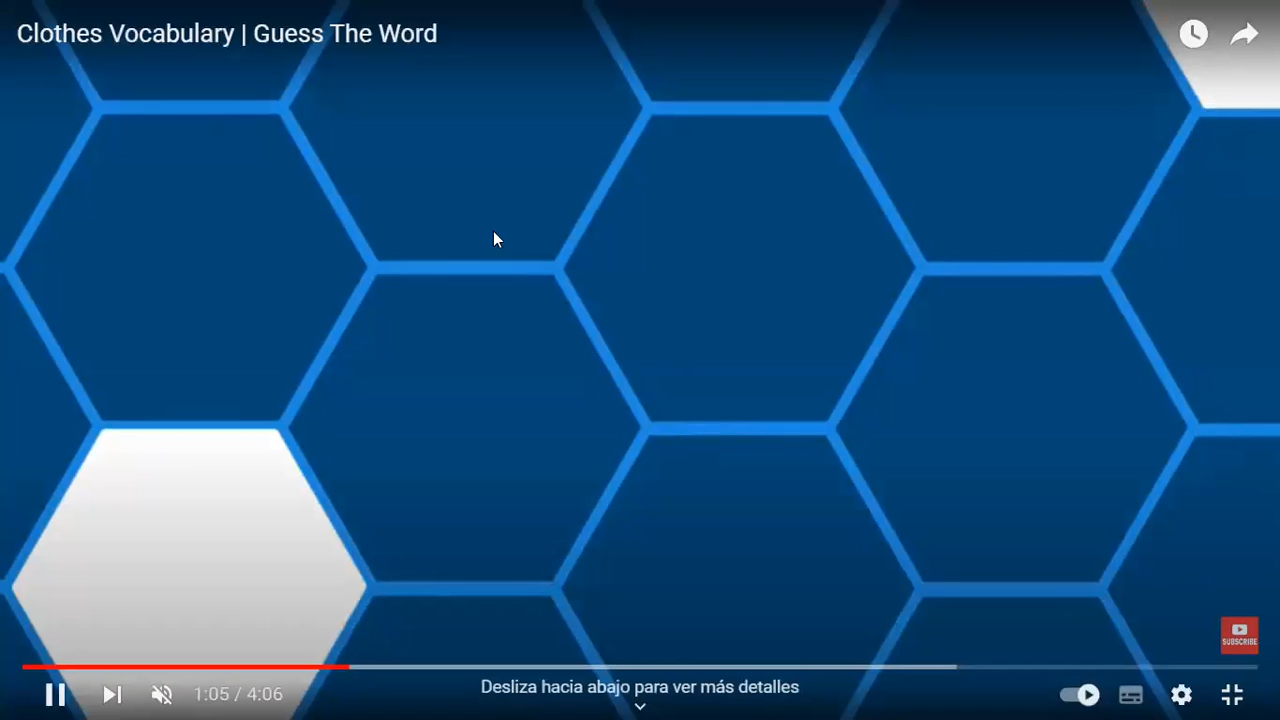 Clothes Vocabulary | Guess The Word
SUBSCRIBE
1:05 / 4:06
Desliza hacia abajo para ver más detalles